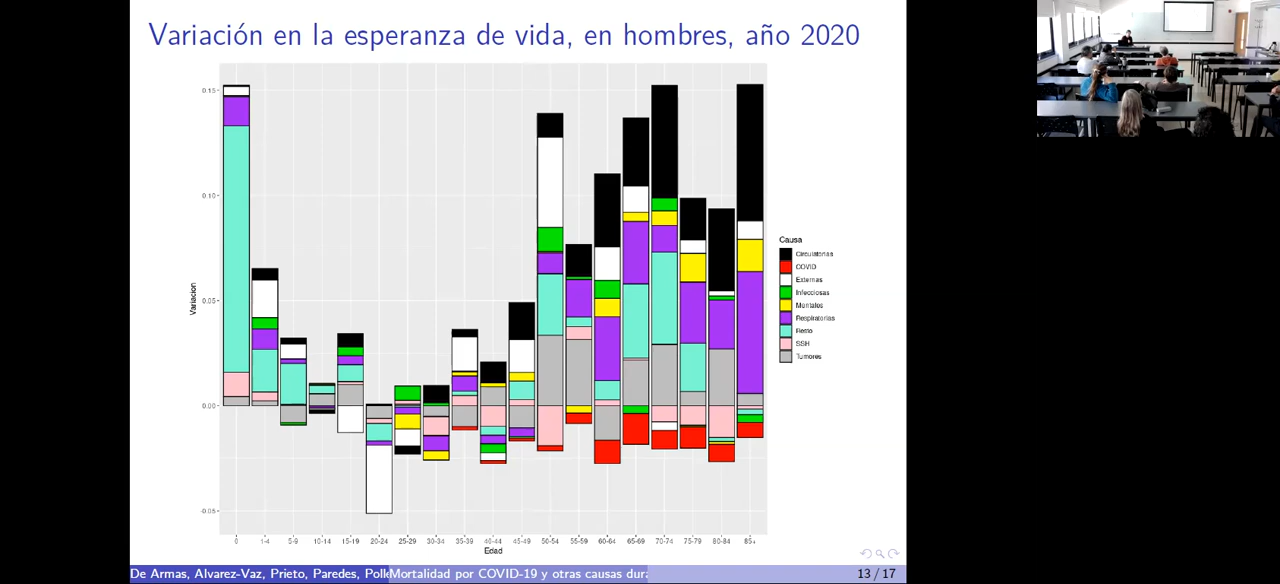 Variación en la esperanza de vida, en hombres, año 2020
0.15
0.10
0.05
0.00
-0.05
Variacion
0 1-4 5-9 10-14 15-19 20-24 25-29 30-34 35-39 40-44 45-49 50-54 55-59 60-64 65-69 70-74 75-79 80-84 85+
Edad
Causa
Circulatorias
COVID
Externas
Infecciosas
Mentales
Respiratorias
Resto
SSH
Tumores
De Armas, Alvarez-Vaz, Prieto, Paredes, Polle Mortalidad por COVID-19 y otras causas dura 13 / 17